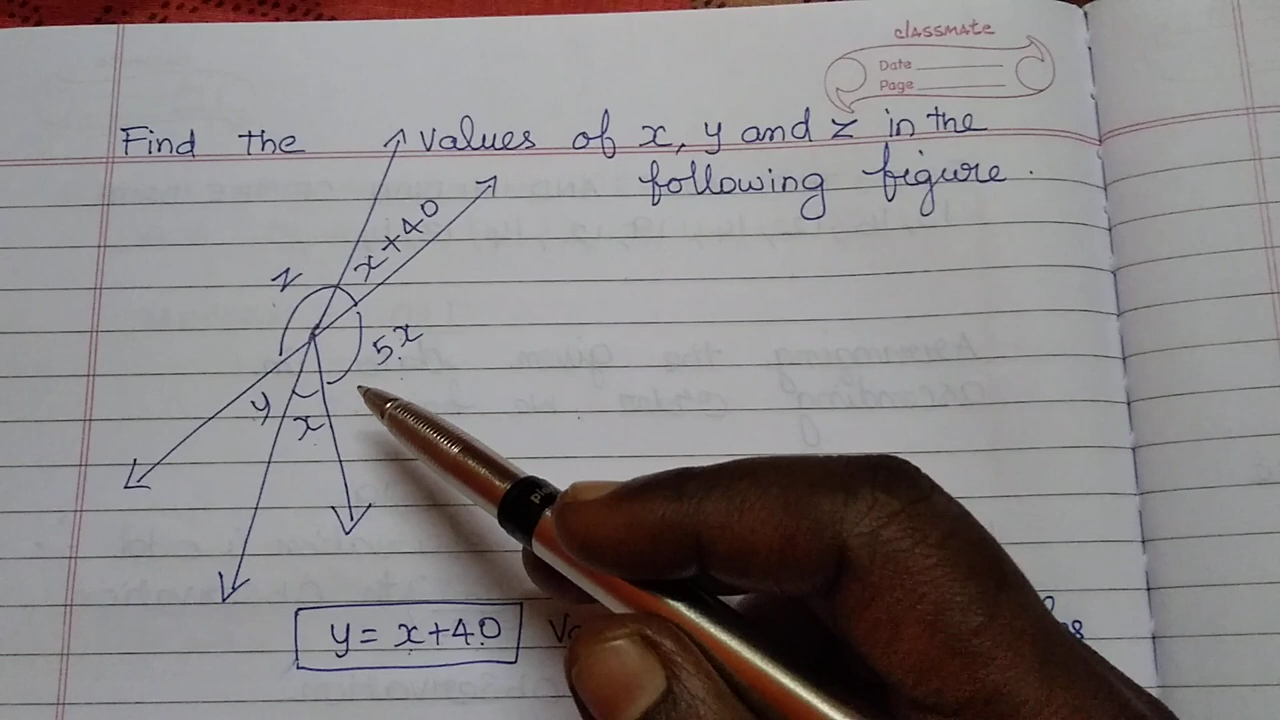 classmate
Date
Page
Find the values of x, y and z in the
following figure.
x+40
z
5x
y
x
y = x+40